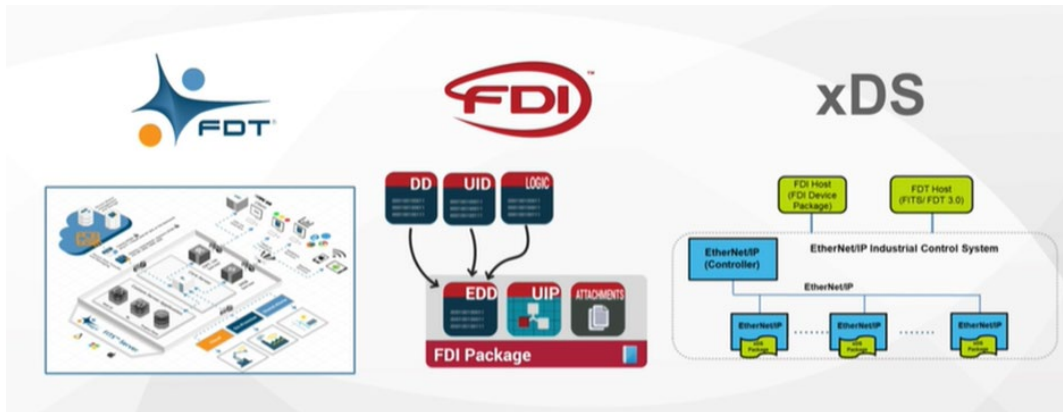 FDT
FDI™
xDS
DD
UID
LOGIC
EDD
UIP
ATTACHMENTS
FDI Package
FDI Host
(FDI Device
Package)
FDT Host
(FITS/ FDT 3.0)
EtherNet/IP
(Controller)
EtherNet/IP Industrial Control System
EtherNet/IP
EtherNet/IP
EtherNet/IP
EtherNet/IP
xDS
Package
xDS
Package
xDS
Package